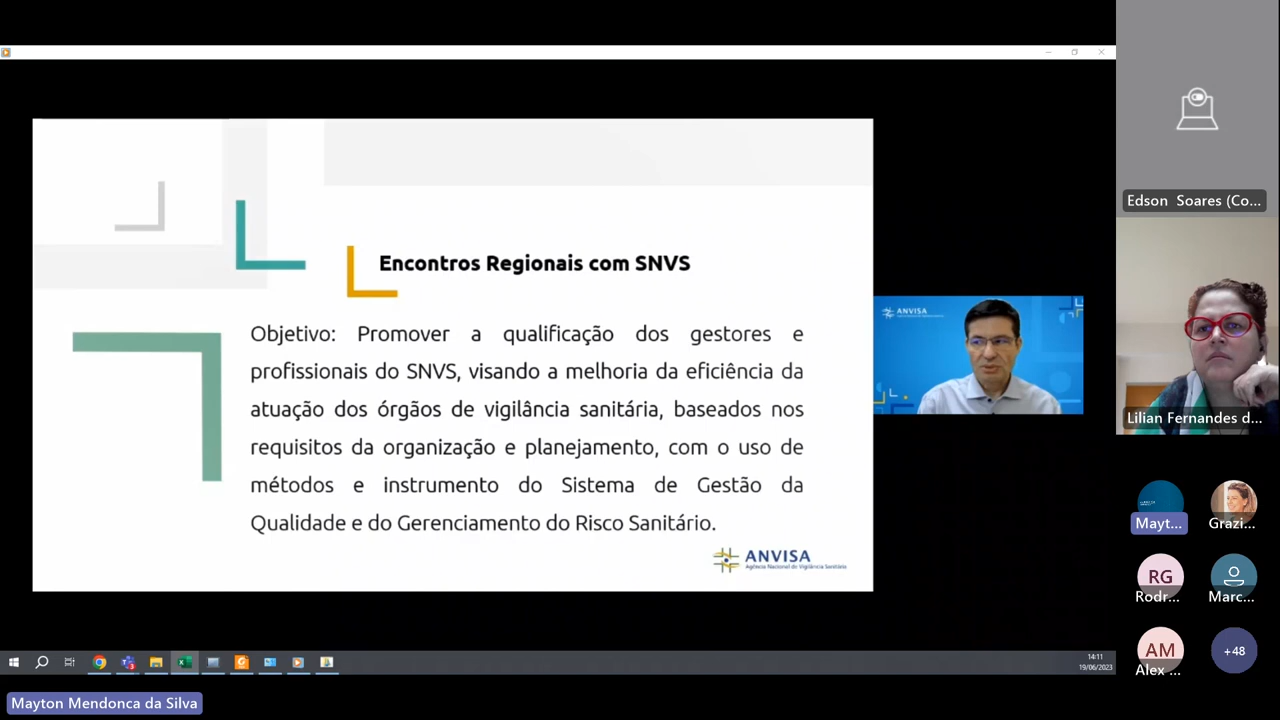 Encontros Regionais com SNVS
Objetivo: Promover a qualificação dos gestores e
profissionais do SNVS, visando a melhoria da eficiência da
atuação dos órgãos de vigilância sanitária, baseados nos
requisitos da organização e planejamento, com o uso de
métodos e instrumento do Sistema de Gestão da
Qualidade e do Gerenciamento do Risco Sanitário.
ANVISA
Agência Nacional de Vigilância Sanitária
ANVISA
Edson Soares (Co...
Lilian Fernandes d...
Mayt...
Grazi...
RG
Rodr...
Marc...
AM
Alex ...
+48
14:11
19/06/2023
Mayton Mendonca da Silva